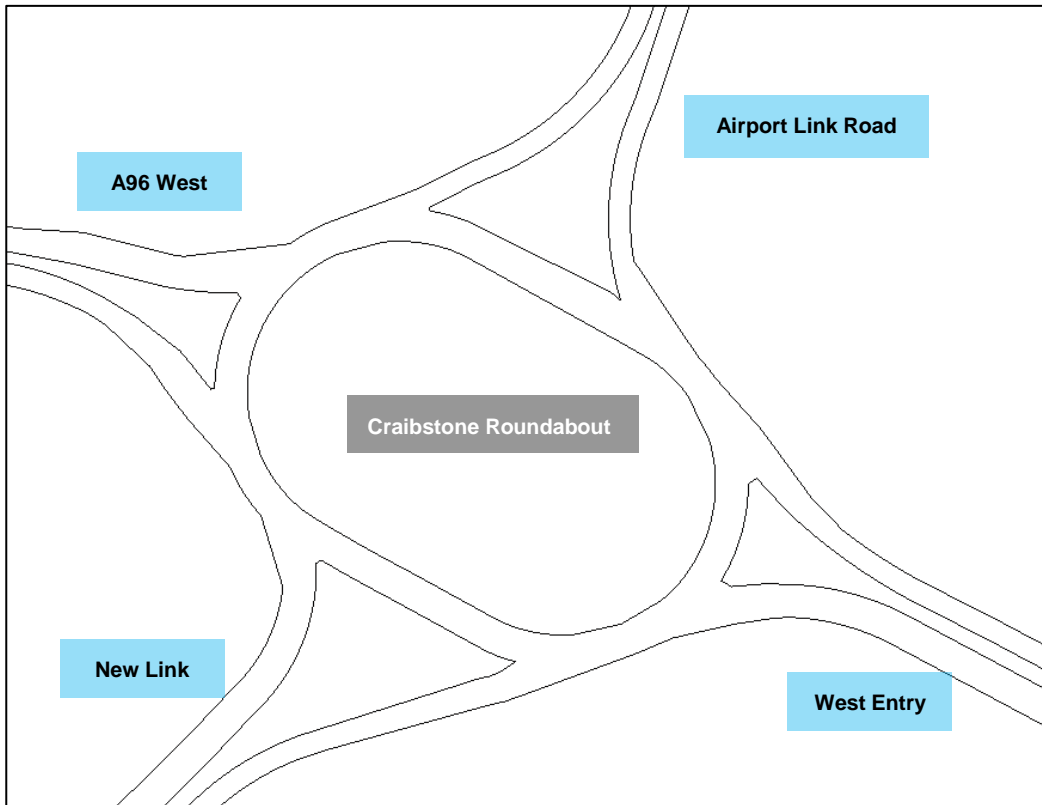 Airport Link Road
A96 West
Craibstone Roundabout
New Link
West Entry